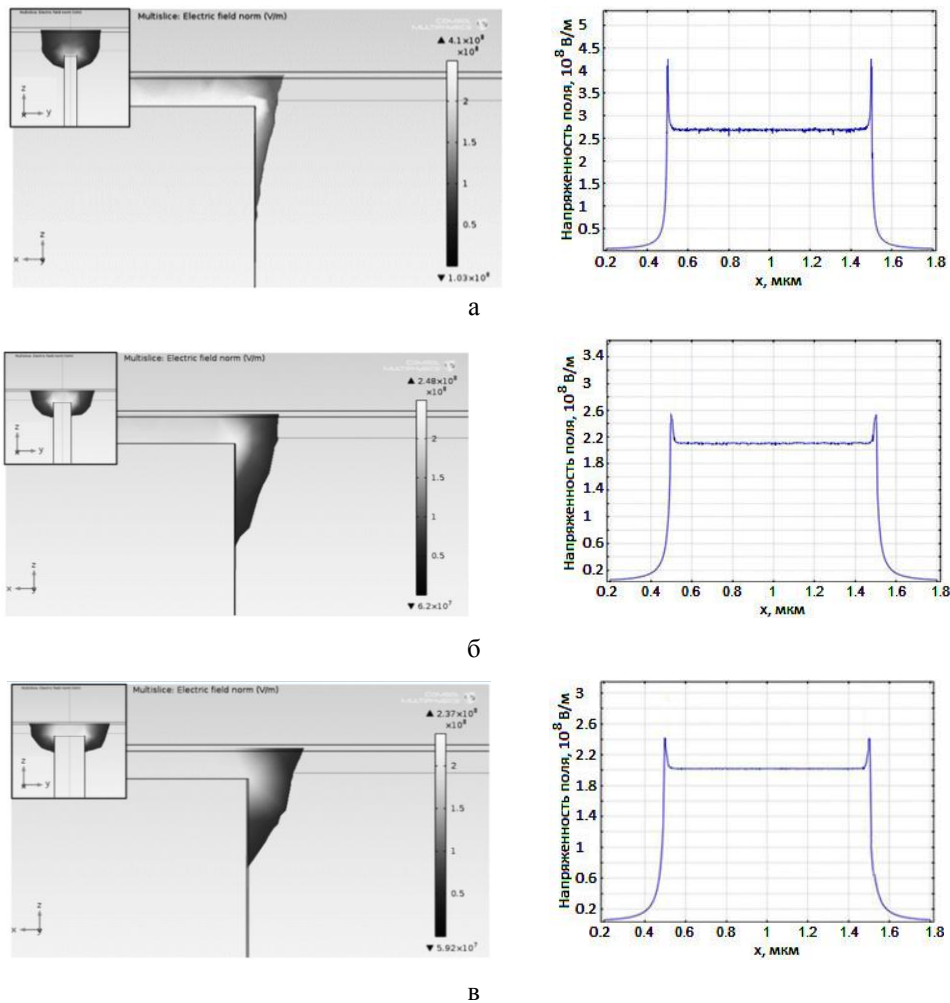 Multislice: Electric field norm (V/m)
COMSOL
MULTIPHYSICS
▲ 4.1×10⁸
×10⁸
2
1.5
1
0.5
▼ 1.03×10⁸
z
y
z
x
y
Напряженность поля, 10⁸ В/м
5
4.5
3.5
3
2.5
2
1.5
1
0.5
0.2 0.4 0.6 0.8 1 1.2 1.4 1.6 1.8
x, мкм
а
Multislice: Electric field norm (V/m)
COMSOL
MULTIPHYSICS
▲ 2.48×10⁸
×10⁸
2
1.5
1
0.5
▼ 6.2×10⁷
z
y
z
x
y
Напряженность поля, 10⁸ В/м
3.4
3
2.6
2.2
1.8
1.4
1
0.6
0.2
0.2 0.4 0.6 0.8 1 1.2 1.4 1.6 1.8
x, мкм
б
Multislice: Electric field norm (V/m)
COMSOL
MULTIPHYSICS
▲ 2.37×10⁸
×10⁸
2
1.5
1
0.5
▼ 5.92×10⁷
z
y
z
x
y
Напряженность поля, 10⁸ В/м
3
2.6
2.2
1.8
1.4
1
0.6
0.2
0.2 0.4 0.6 0.8 1 1.2 1.4 1.6 1.8
x, мкм
в